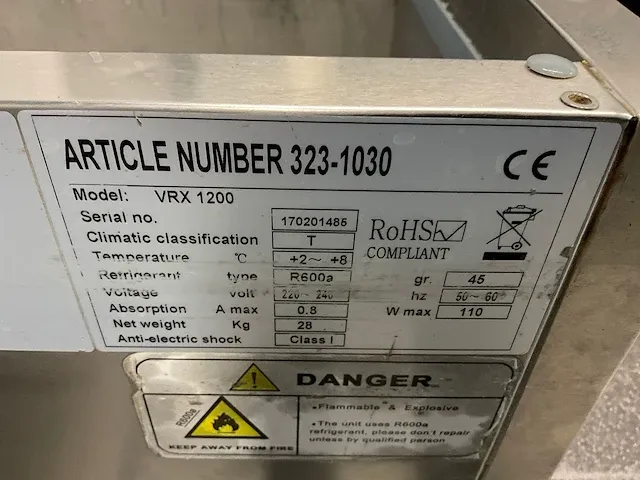 ARTICLE NUMBER 323-1030 CE
Model: VRX 1200
Serial no. 170201485
Climatic classification T
RoHS COMPLIANT
Temperature °C +2~ +8
Refrigerant type R600a gr. 45
Voltage volt 220~ 240 hz 50~ 60
Absorption A max 0.8 W max 110
Net weight Kg 28
Anti-electric shock Class I
DANGER
R600a
KEEP AWAY FROM FIRE
•Flammable & Explosive
•The unit uses R600a
refrigerant, please don't repair
unless by qualified person